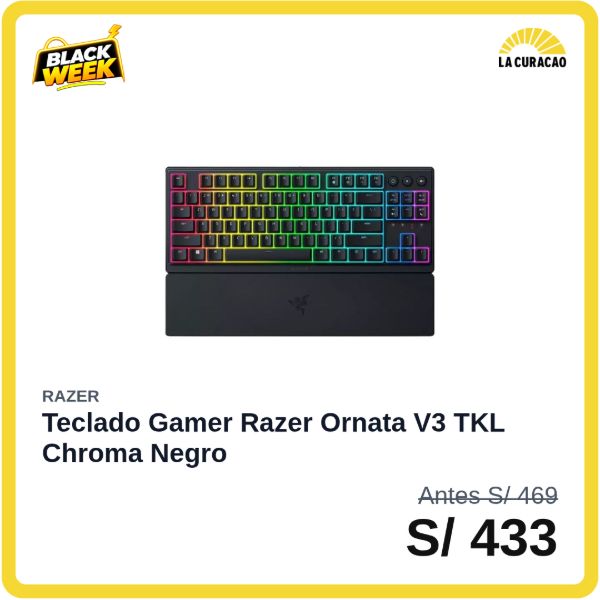 BLACK
WEEK
LA CURACAO
RAZER
Teclado Gamer Razer Ornata V3 TKL
Chroma Negro
Antes S/ 469
S/ 433